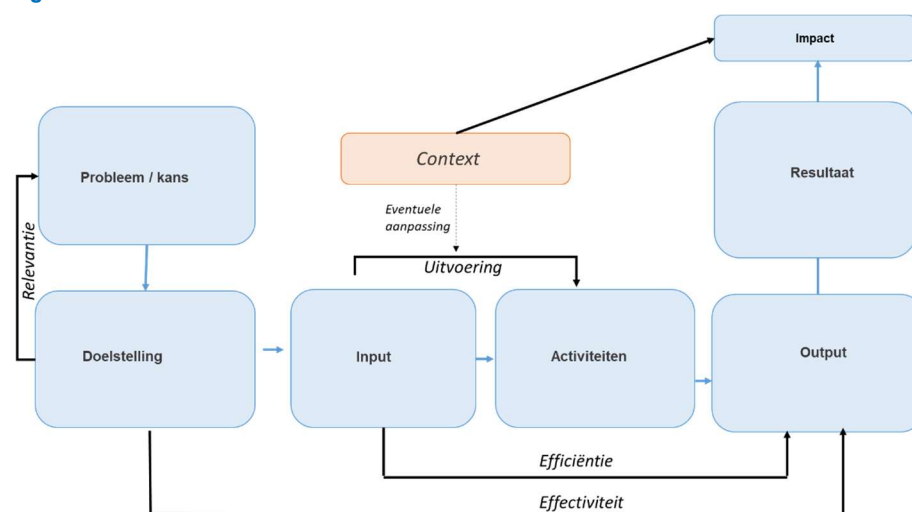 Impact
Context
Probleem / kans
Resultaat
Eventuele
aanpassing
Relevantie
Uitvoering
Doelstelling
Input
Activiteiten
Output
Efficiëntie
Effectiviteit